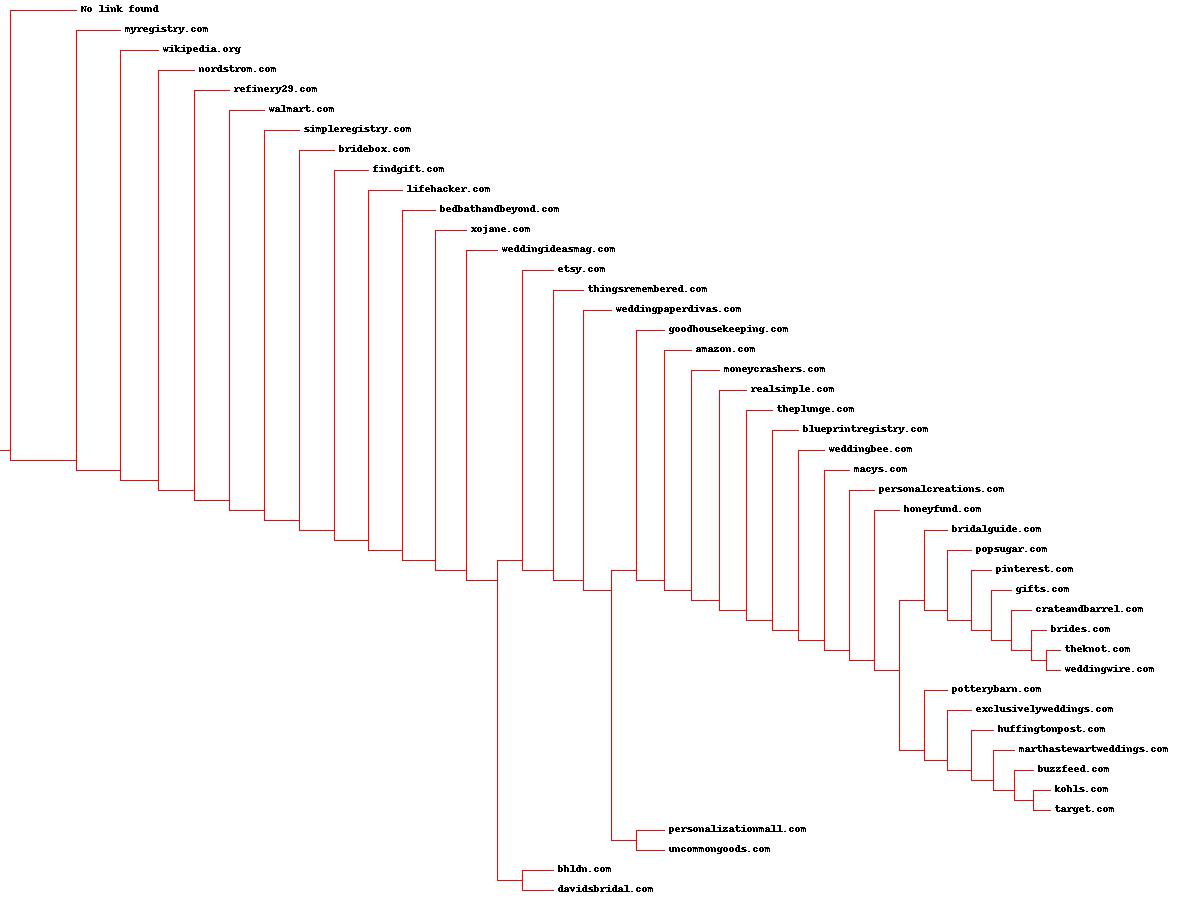 No link found
myregistry.com
wikipedia.org
nordstrom.com
refinery29.com
walmart.com
simpleregistry.com
bridebox.com
findgift.com
lifehacker.com
bedbathandbeyond.com
xojane.com
weddingideasmag.com
etsy.com
thingsremembered.com
weddingpaperdivas.com
goodhousekeeping.com
amazon.com
moneycrashers.com
realsimple.com
theplunge.com
blueprintregistry.com
weddingbee.com
macys.com
personalcreations.com
honeyfund.com
bridalguide.com
popsugar.com
pinterest.com
gifts.com
crateandbarrel.com
brides.com
theknot.com
weddingwire.com
potterybarn.com
exclusivelyweddings.com
huffingtonpost.com
marthastewartweddings.com
buzzfeed.com
kohls.com
target.com
personalizationmall.com
uncommongoods.com
bhldn.com
davidsbridal.com